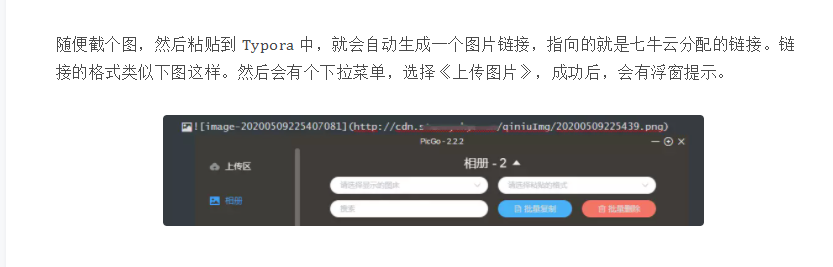 随便截个图，然后粘贴到 Typora 中，就会自动生成一个图片链接，指向的就是七牛云分配的链接。链
接的格式类似下图这样。然后会有个下拉菜单，选择《上传图片》，成功后，会有浮窗提示。
![image-20200509225407081](http://cdn.s /qiniuImg/20200509225439.png)
PicGo - 2.2.2
上传区
相册 - 2
相册
请选择显示的图床
请选择粘贴的格式
搜索
批量复制
批量删除